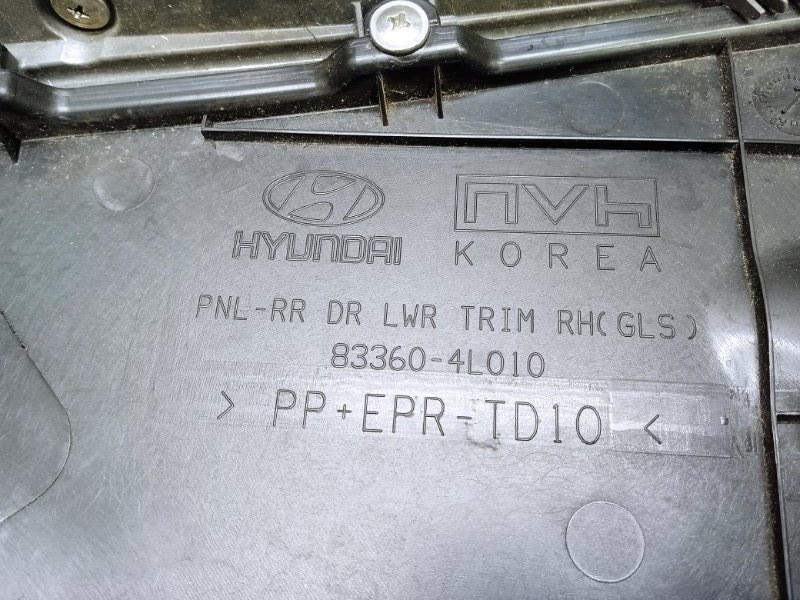 HYUNDAI
NVH
KOREA
PNL-RR DR LWR TRIM RH(GLS)
83360-4L010
> PP+EPR-TD10 <